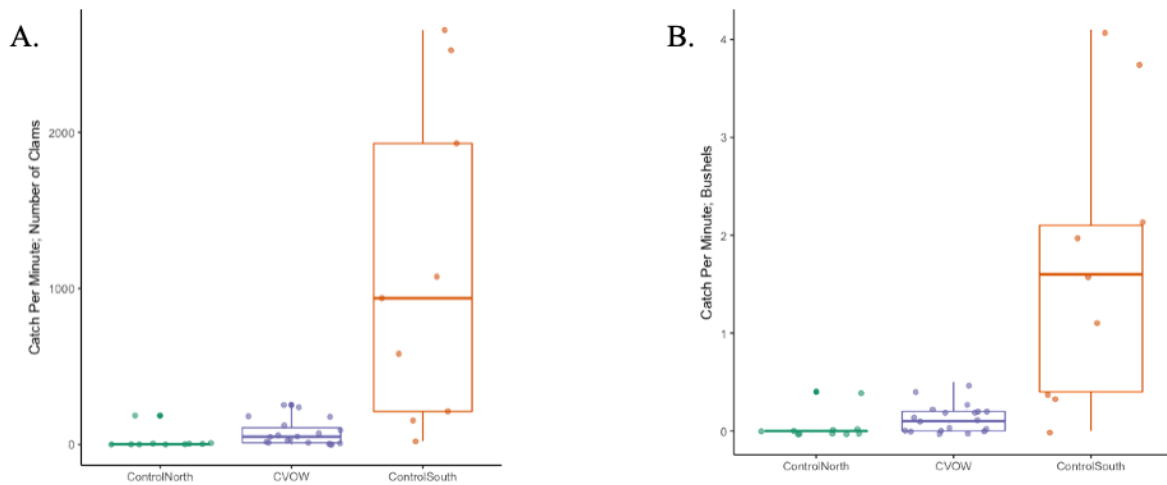 A.
Catch Per Minute; Number of Clams
2000
1000
0
ControlNorth CVOW ControlSouth
B.
Catch Per Minute; Bushels
4
3
2
1
0
ControlNorth CVOW ControlSouth